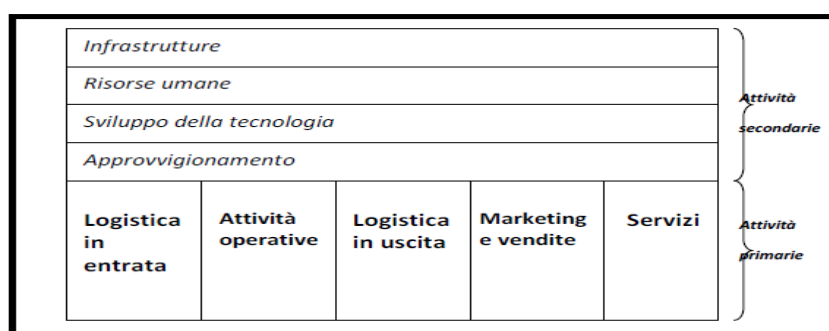 Infrastrutture
Risorse umane
Sviluppo della tecnologia
Approvvigionamento
Attività
secondarie
Logistica
in
entrata
Attività
operative
Logistica
in uscita
Marketing
e vendite
Servizi
Attività
primarie